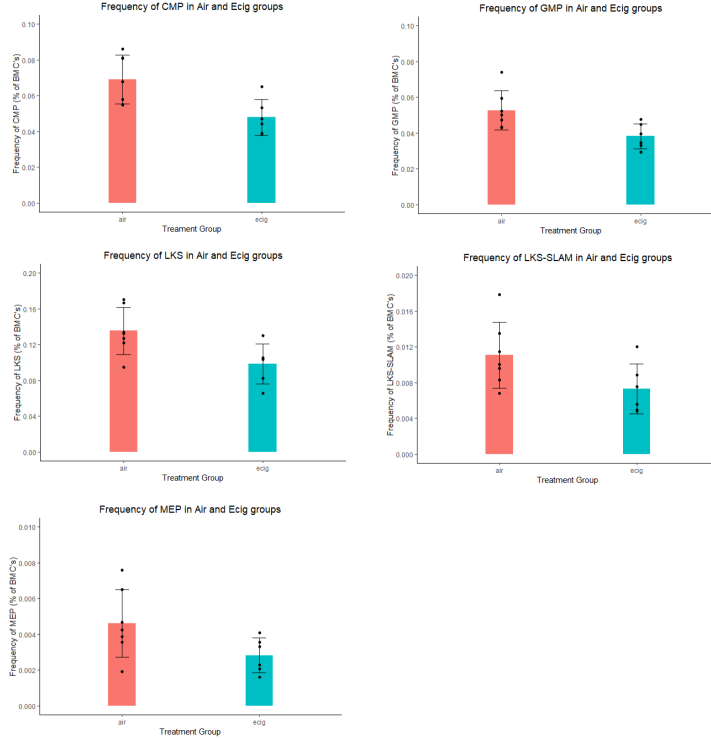 Frequency of CMP in Air and Ecig groups
0.10
0.08
0.06
0.04
0.02
0.00
Frequency of CMP (% of BMC's)
air
ecig
Treament Group
Frequency of GMP in Air and Ecig groups
0.100
0.080
0.060
0.040
0.020
0.000
Frequency of GMP (% of BMC's)
air
ecig
Treatment Group
Frequency of LKS in Air and Ecig groups
0.20
0.16
0.12
0.08
0.04
0.00
Frequency of LKS (% of BMC's)
air
ecig
Treatment Group
Frequency of LKS-SLAM in Air and Ecig groups
0.020
0.016
0.012
0.008
0.004
0.000
Frequency of LKS-SLAM (% of BMC's)
air
ecig
Treatment Group
Frequency of MEP in Air and Ecig groups
0.010
0.008
0.006
0.004
0.002
0.000
Frequency of MEP (% of BMC's)
air
ecig
Treatment Group